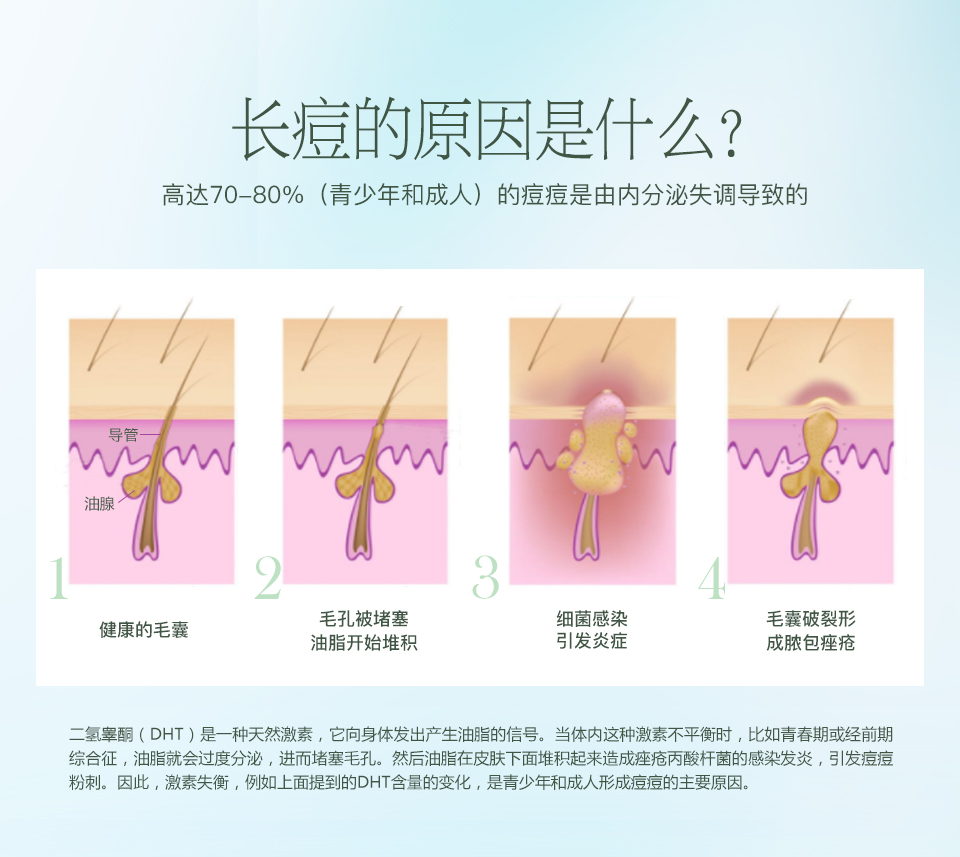 长痘的原因是什么?
高达70-80%（青少年和成人）的痘痘是由内分泌失调导致的
导管
油腺
1
2
3
4
健康的毛囊
毛孔被堵塞
油脂开始堆积
细菌感染
引发炎症
毛囊破裂形
成脓包痤疮
二氢睾酮（DHT）是一种天然激素，它向身体发出产生油脂的信号。当体内这种激素不平衡时，比如青春期或经前期
综合征，油脂就会过度分泌，进而堵塞毛孔。然后油脂在皮肤下面堆积起来造成痤疮丙酸杆菌的感染发炎，引发痘痘
粉刺。因此，激素失衡，例如上面提到的DHT含量的变化，是青少年和成人形成痘痘的主要原因。